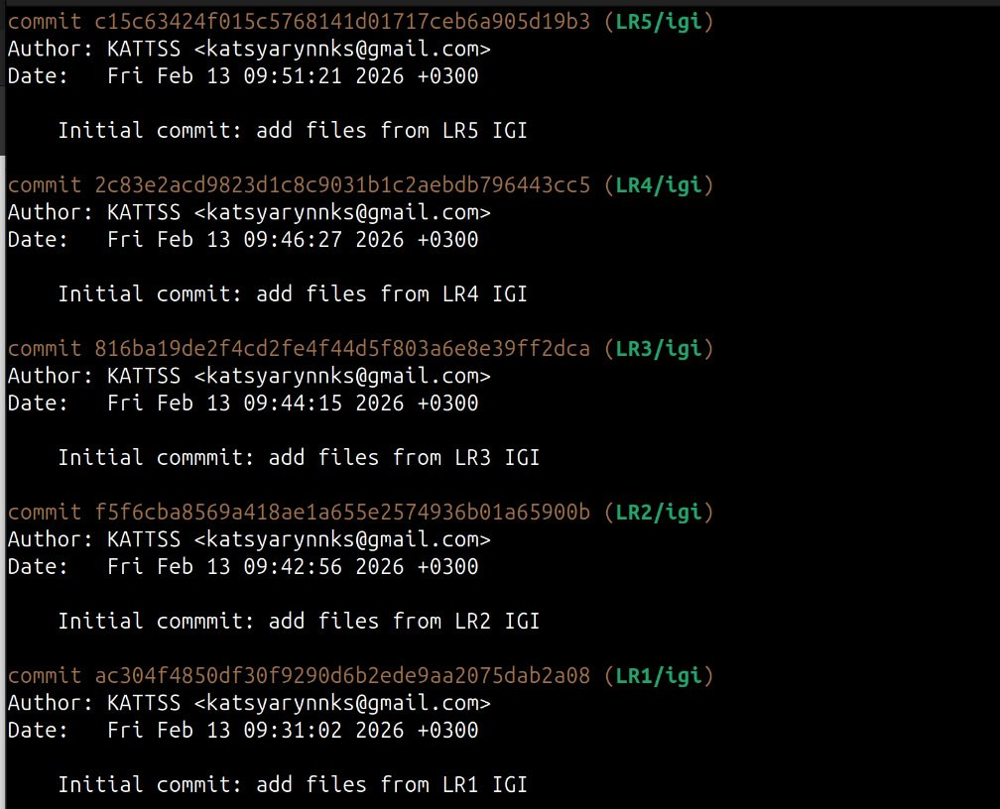 commit c15c63424f015c5768141d01717ceb6a905d19b3 (LR5/igi)
Author: KATTSS <katsyarynnks@gmail.com>
Date:   Fri Feb 13 09:51:21 2026 +0300
Initial commit: add files from LR5 IGI
commit 2c83e2acd9823d1c8c9031b1c2aebdb796443cc5 (LR4/igi)
Author: KATTSS <katsyarynnks@gmail.com>
Date:   Fri Feb 13 09:46:27 2026 +0300
Initial commit: add files from LR4 IGI
commit 816ba19de2f4cd2fe4f44d5f803a6e8e39ff2dca (LR3/igi)
Author: KATTSS <katsyarynnks@gmail.com>
Date:   Fri Feb 13 09:44:15 2026 +0300
Initial commmit: add files from LR3 IGI
commit f5f6cba8569a418ae1a655e2574936b01a65900b (LR2/igi)
Author: KATTSS <katsyarynnks@gmail.com>
Date:   Fri Feb 13 09:42:56 2026 +0300
Initial commmit: add files from LR2 IGI
commit ac304f4850df30f9290d6b2ede9aa2075dab2a08 (LR1/igi)
Author: KATTSS <katsyarynnks@gmail.com>
Date:   Fri Feb 13 09:31:02 2026 +0300
Initial commit: add files from LR1 IGI